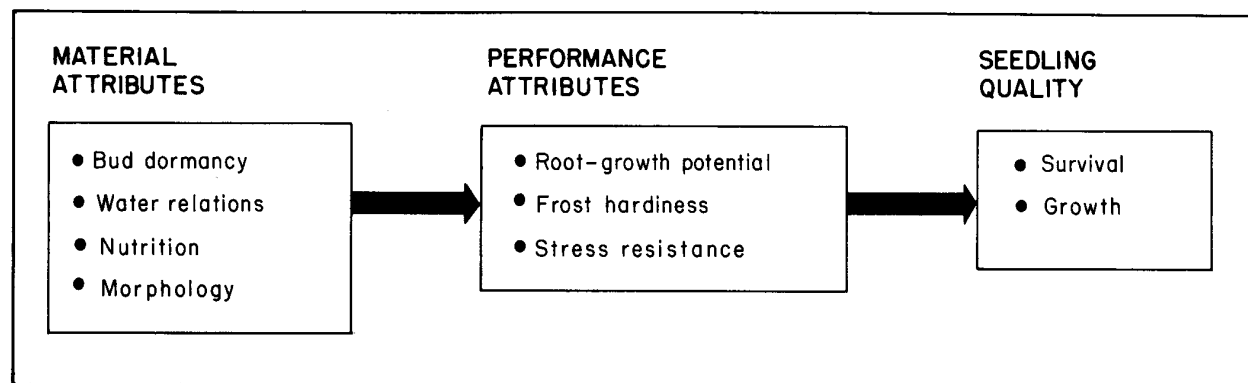 MATERIAL
ATTRIBUTES
● Bud dormancy
● Water relations
● Nutrition
● Morphology
PERFORMANCE
ATTRIBUTES
● Root-growth potential
● Frost hardiness
● Stress resistance
SEEDLING
QUALITY
● Survival
● Growth